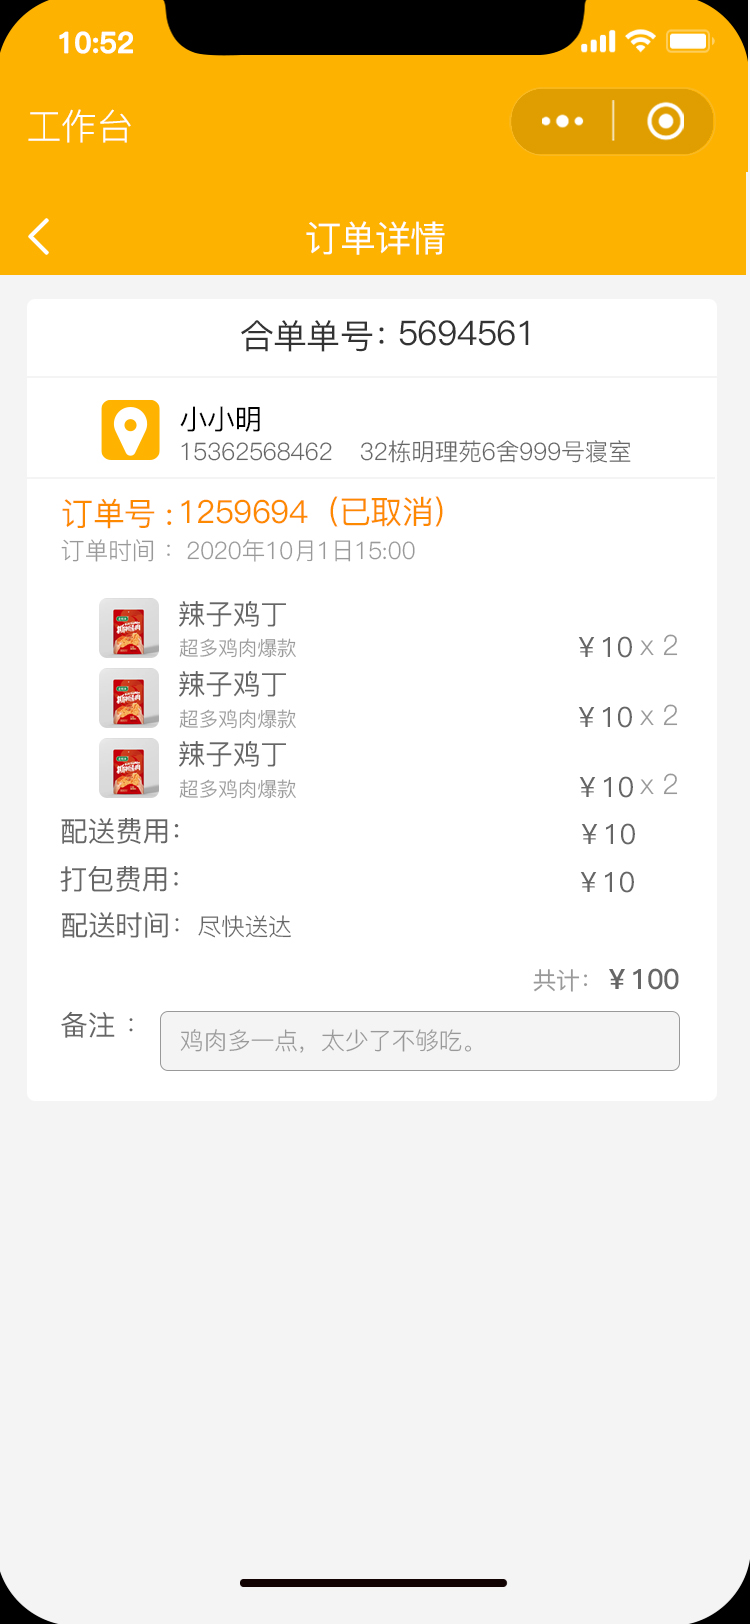 10:52
工作台
订单详情
合单单号：5694561
小小明
15362568462 32栋明理苑6舍999号寝室
订单号 :1259694（已取消）
订单时间 ：2020年10月1日15:00
辣子鸡丁
超多鸡肉爆款
¥10 x 2
辣子鸡丁
超多鸡肉爆款
¥10 x 2
辣子鸡丁
超多鸡肉爆款
¥10 x 2
配送费用： ¥10
打包费用： ¥10
配送时间： 尽快送达
共计： ¥100
备注 ： 鸡肉多一点，太少了不够吃。